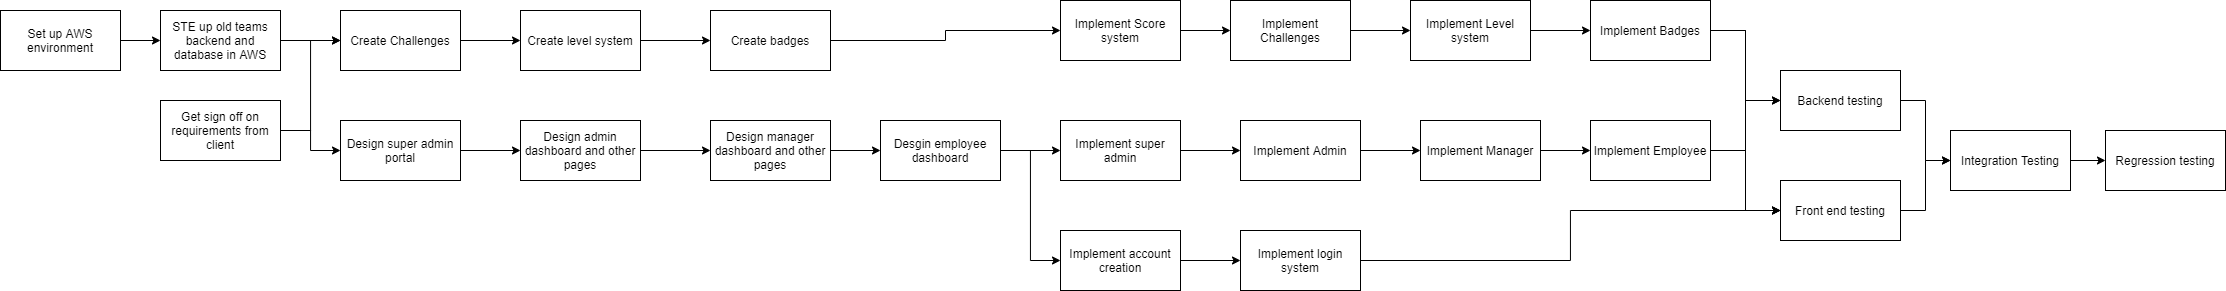 Set up AWS
environment
STE up old teams
backend and
database in AWS
Create Challenges
Create level system
Create badges
Implement Score
system
Implement
Challenges
Implement Level
system
Implement Badges
Get sign off on
requirements from
client
Design super admin
portal
Design admin
dashboard and other
pages
Design manager
dashboard and other
pages
Desgin employee
dashboard
Implement super
admin
Implement Admin
Implement Manager
Implement Employee
Implement account
creation
Implement login
system
Backend testing
Front end testing
Integration Testing
Regression testing